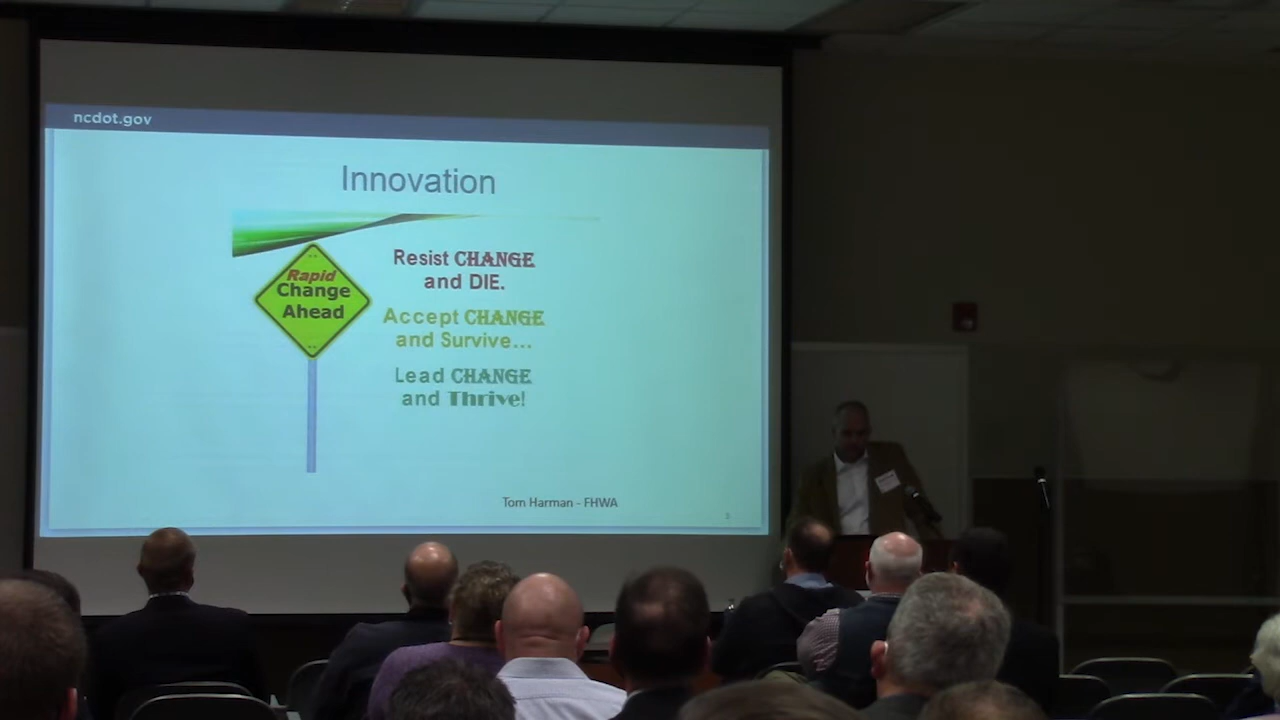 ncdot.gov
Innovation
Rapid
Change
Ahead
Resist CHANGE
and DIE.
Accept CHANGE
and Survive...
Lead CHANGE
and Thrive!
Tom Harman - FHWA